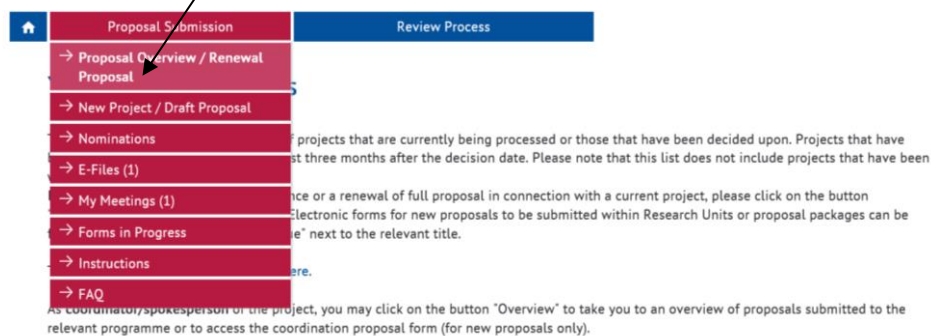 Proposal Submission
Review Process
→ Proposal Overview / Renewal
Proposal
→ New Project / Draft Proposal
→ Nominations
→ E-Files (1)
→ My Meetings (1)
→ Forms in Progress
→ Instructions
→ FAQ
s
f projects that are currently being processed or those that have been decided upon. Projects that have
st three months after the decision date. Please note that this list does not include projects that have been
nce or a renewal of full proposal in connection with a current project, please click on the button
Electronic forms for new proposals to be submitted within Research Units or proposal packages can be
ue" next to the relevant title.
ere.
As coordinator/spokesperson of the project, you may click on the button "Overview" to take you to an overview of proposals submitted to the
relevant programme or to access the coordination proposal form (for new proposals only).